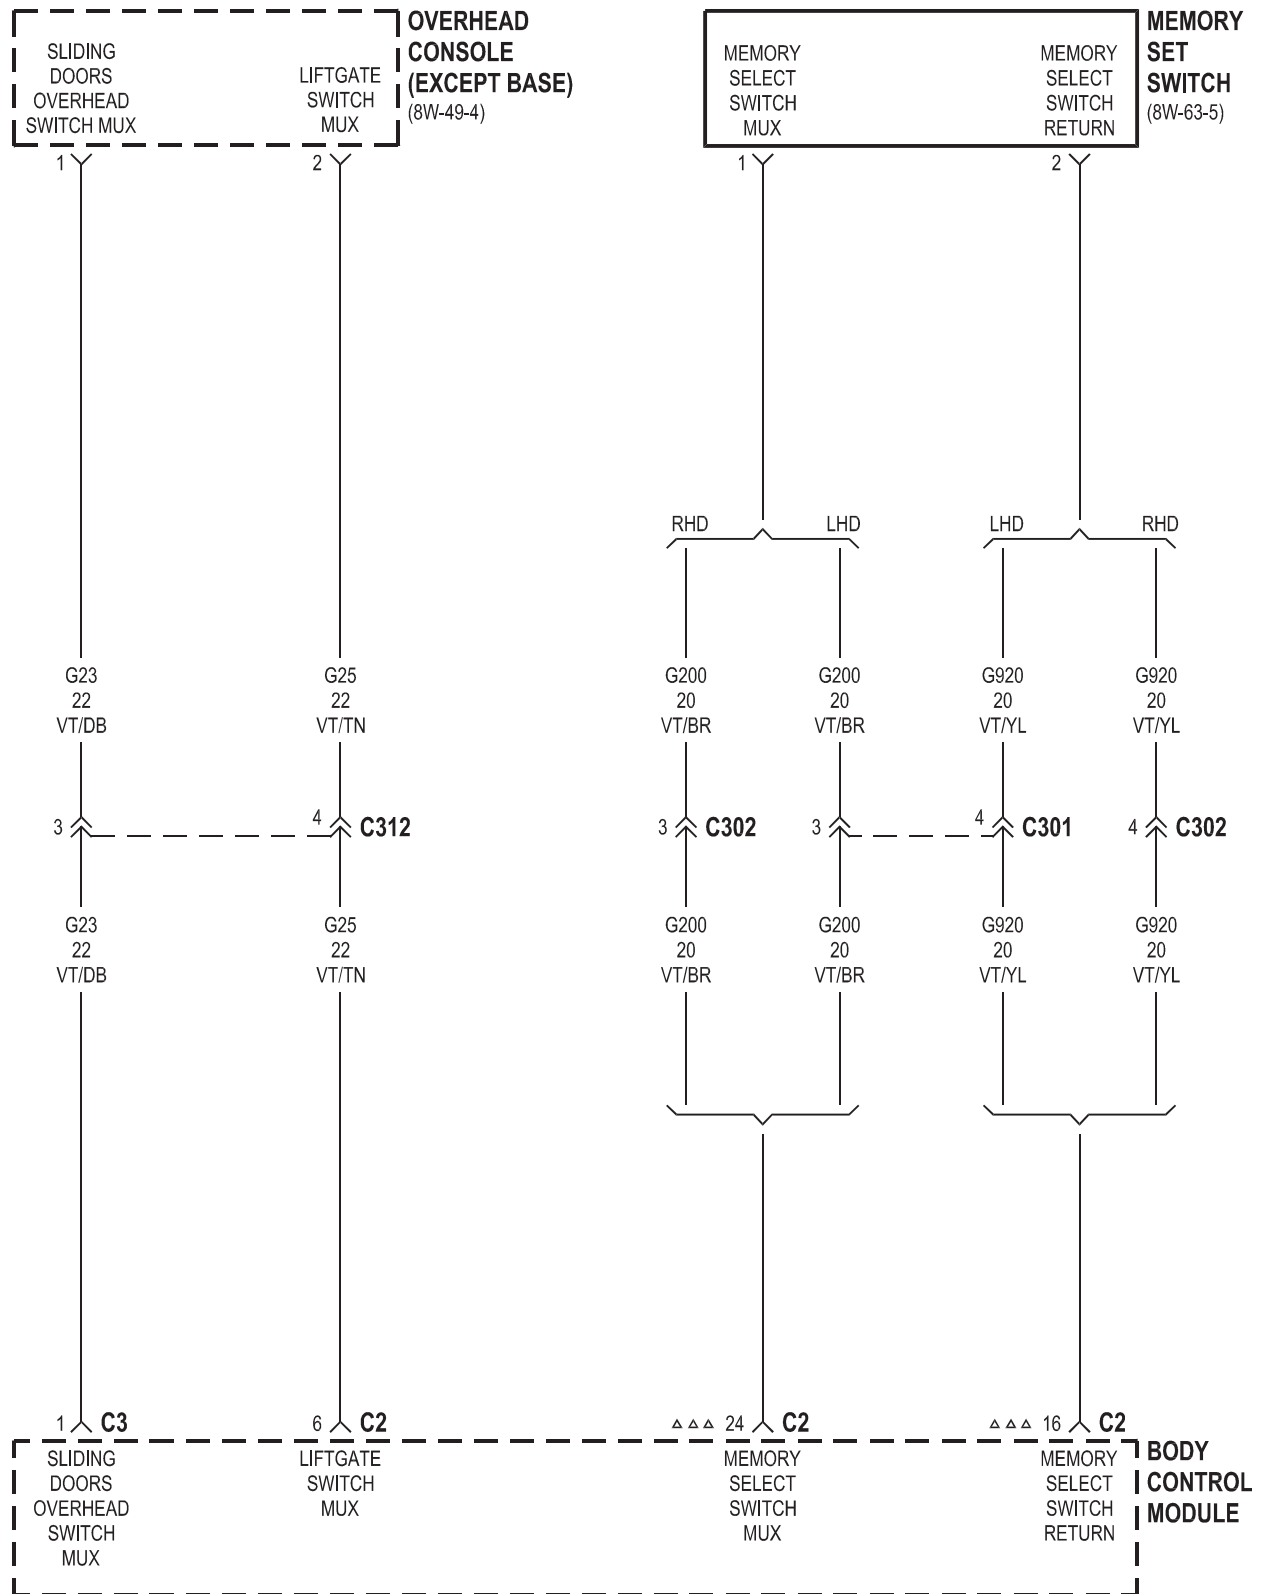 OVERHEAD
CONSOLE
(EXCEPT BASE)
(8W-49-4)
SLIDING
DOORS
OVERHEAD
SWITCH MUX
LIFTGATE
SWITCH
MUX
MEMORY
SELECT
SWITCH
MUX
MEMORY
SELECT
SWITCH
RETURN
MEMORY
SET
SWITCH
(8W-63-5)
1
2
1
2
RHD
LHD
LHD
RHD
G23
22
VT/DB
G25
22
VT/TN
G200
20
VT/BR
G200
20
VT/BR
G920
20
VT/YL
G920
20
VT/YL
3
4
C312
3
C302
3
4
C301
4
C302
G23
22
VT/DB
G25
22
VT/TN
G200
20
VT/BR
G200
20
VT/BR
G920
20
VT/YL
G920
20
VT/YL
1
C3
6
C2
24
C2
16
C2
SLIDING
DOORS
OVERHEAD
SWITCH
MUX
LIFTGATE
SWITCH
MUX
MEMORY
SELECT
SWITCH
MUX
MEMORY
SELECT
SWITCH
RETURN
BODY
CONTROL
MODULE